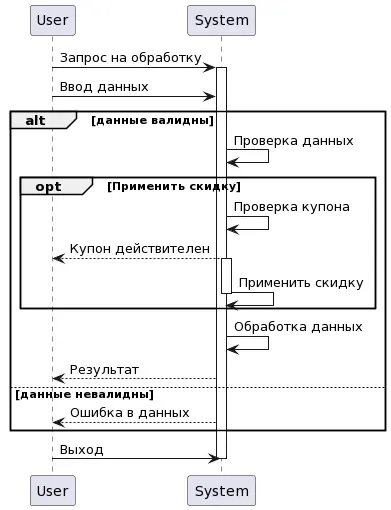 User System
Запрос на обработку
Ввод данных
alt [данные валидны]
Проверка данных
opt [Применить скидку]
Проверка купона
Купон действителен
Применить скидку
Обработка данных
Результат
[данные невалидны]
Ошибка в данных
Выход
User System